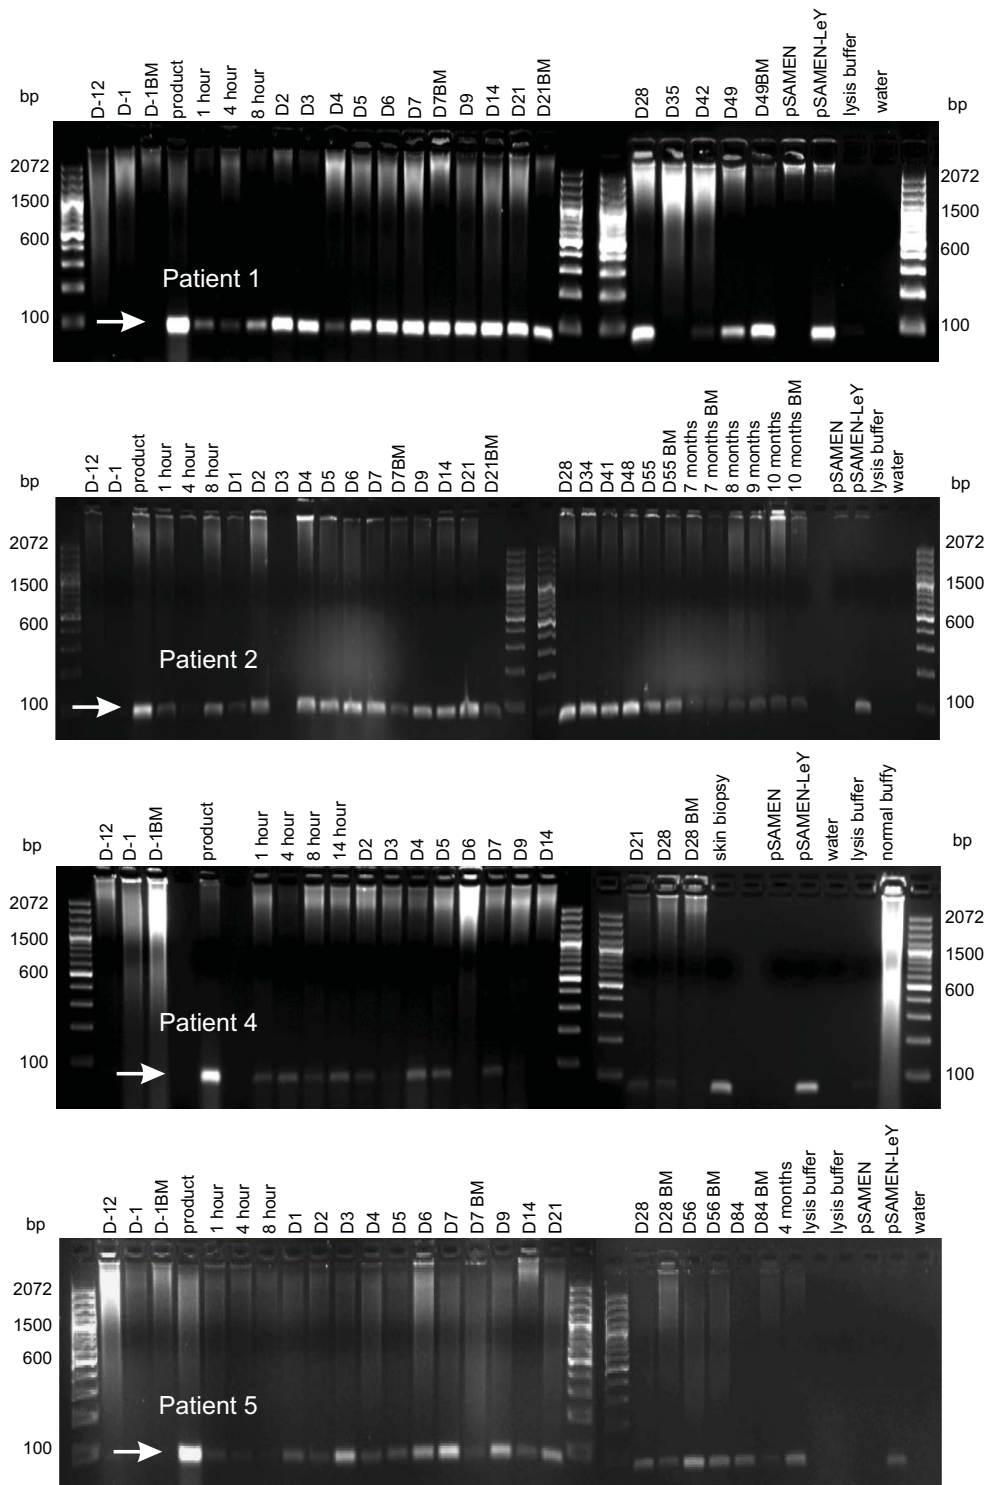 bp D-12 D-1 D-1BM product 1 hour 4 hour 8 hour D2 D3 D4 D5 D6 D7 D7BM D9 D14 D21 D21BM D28 D35 D42 D49 D49BM pSAMEN pSAMEN-LeY lysis buffer water bp
2072 2072
1500 1500
600 600
Patient 1
100 100
bp D-12 D-1 product 1 hour 4 hour 8 hour D1 D2 D3 D4 D5 D6 D7 D7BM D9 D14 D21 D21BM D28 D34 D41 D48 D55 D55 BM 7 months 7 months BM 8 months 9 months 10 months 10 months BM pSAMEN pSAMEN-LeY lysis buffer water bp
2072 2072
1500 1500
600 600
Patient 2
100 100
bp D-12 D-1 D-1BM product 1 hour 4 hour 8 hour 14 hour D2 D3 D4 D5 D6 D7 D9 D14 D21 D28 D28 BM skin biopsy pSAMEN pSAMEN-LeY water lysis buffer normal buffy bp
2072 2072
1500 1500
600 600
Patient 4
100 100
bp D-12 D-1 D-1BM product 1 hour 4 hour 8 hour D1 D2 D3 D4 D5 D6 D7 D7 BM D9 D14 D21 D28 D28 BM D56 D56 BM D84 D84 BM 4 months lysis buffer lysis buffer pSAMEN pSAMEN-LeY water
2072
1500
600
Patient 5
100